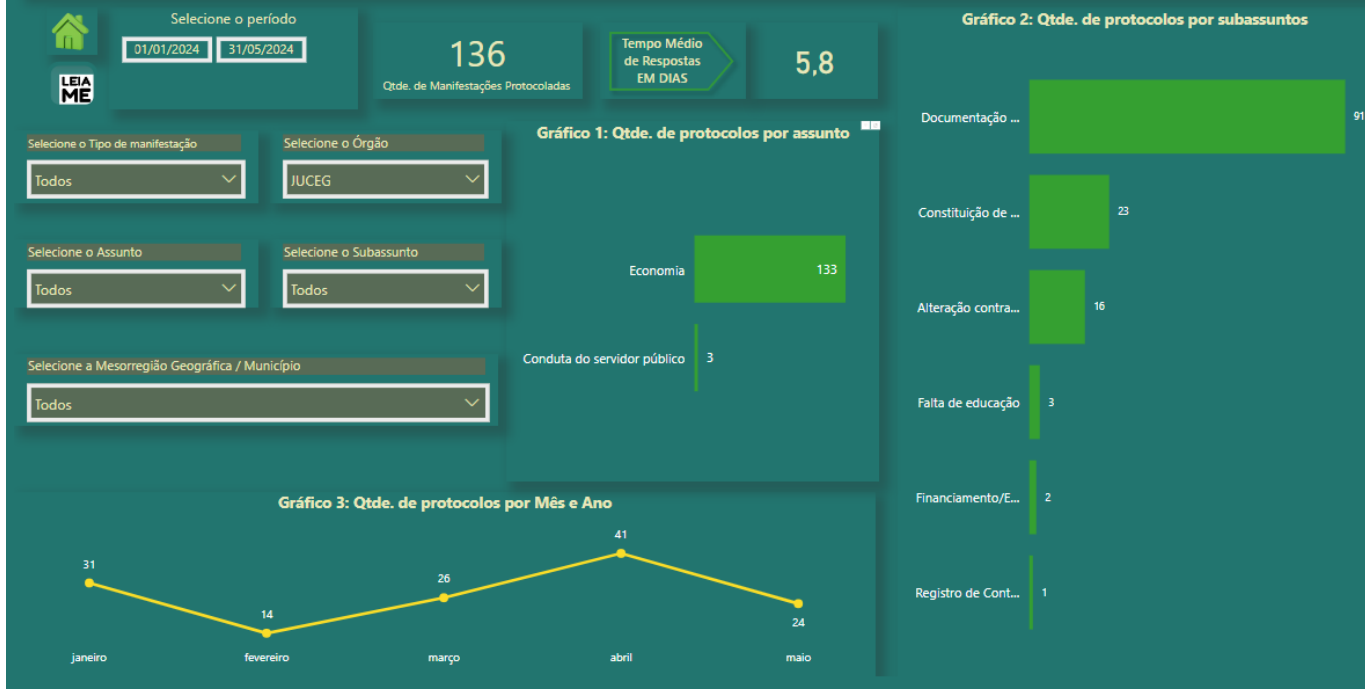 Selecione o período
01/01/2024
31/05/2024
LEIA
ME
136
Qtde. de Manifestações Protocoladas
Tempo Médio
de Respostas
EM DIAS
5,8
Selecione o Tipo de manifestação
Todos
Selecione o Órgão
JUCEG
Selecione o Assunto
Todos
Selecione o Subassunto
Todos
Selecione a Mesorregião Geográfica / Município
Todos
Gráfico 1: Qtde. de protocolos por assunto
Economia
133
Conduta do servidor público
3
Gráfico 2: Qtde. de protocolos por subassuntos
Documentação ...
91
Constituição de ...
23
Alteração contra...
16
Falta de educação
3
Financiamento/E...
2
Registro de Cont...
1
Gráfico 3: Qtde. de protocolos por Mês e Ano
31
14
26
41
24
janeiro
fevereiro
março
abril
maio